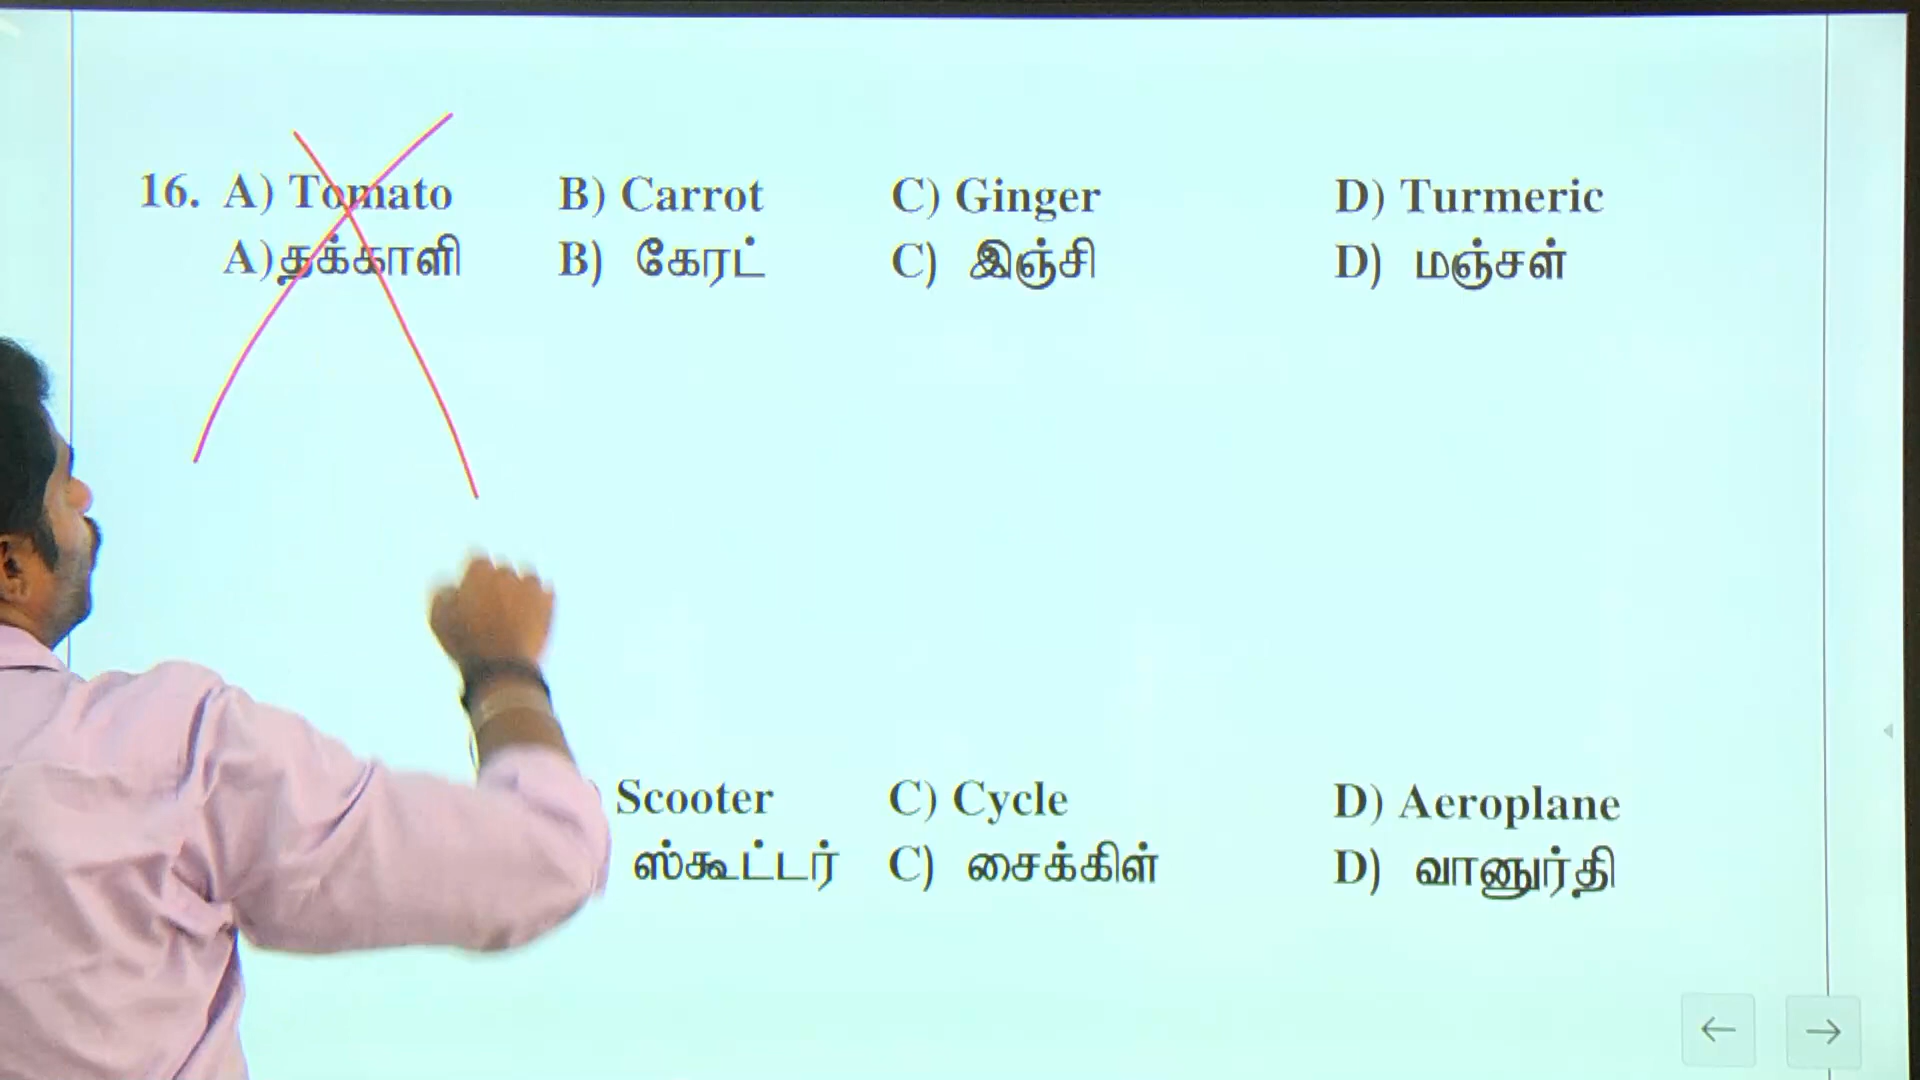 16. A) Tomato B) Carrot C) Ginger D) Turmeric
A)தக்காளி B) கேரட் C) இஞ்சி D) மஞ்சள்
Scooter C) Cycle D) Aeroplane
ஸ்கூட்டர் C) சைக்கிள் D) வானுர்தி